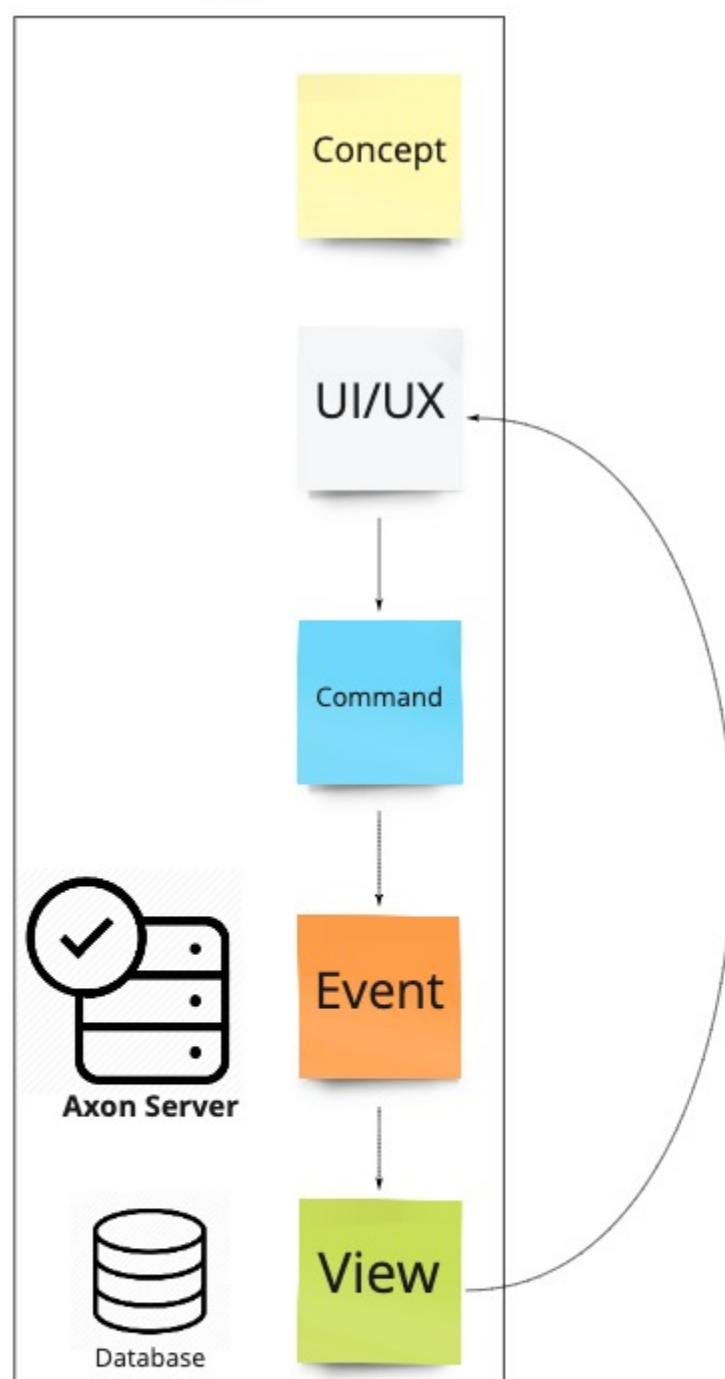 Concept
UI/UX
Command
Event
Axon Server
View
Database